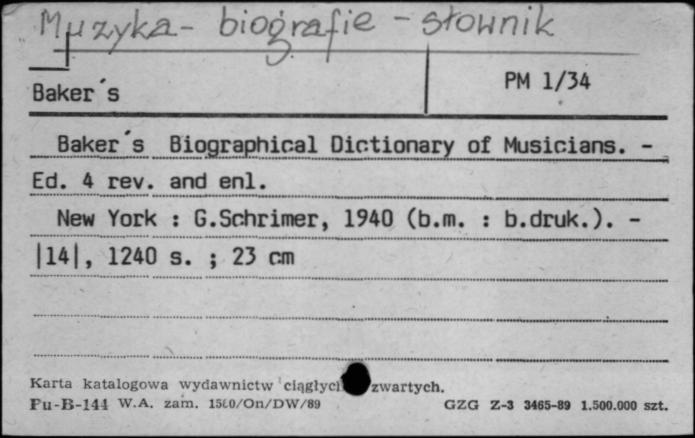 Muzyka - biografie - słownik
Baker´s
PM 1/34
Baker´s Biographical Dictionary of Musicians. -
Ed. 4 rev. and enl.
New York : G.Schrimer, 1940 (b.m. : b.druk.). -
|14|, 1240 s. ; 23 cm
Karta katalogowa wydawnictw zwartych.
Pu-B-144 W.A. zam. /On/DW/89
GZG Z-3 3465-89 1.500.000 szt.